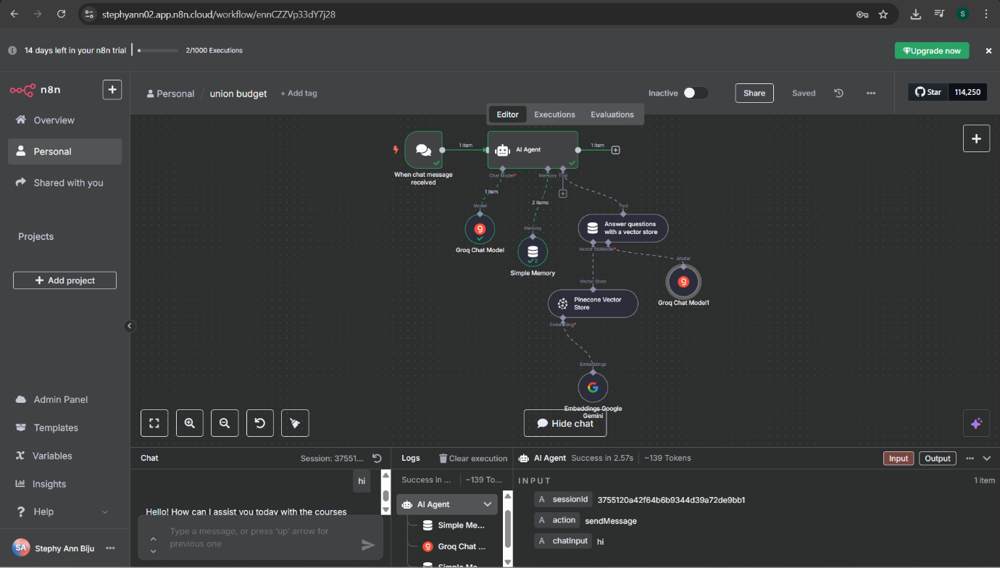 stephyann02.app.n8n.cloud/workflow/ennCZZVp33dY7j28
S
14 days left in your n8n trial
2/1000 Executions
Upgrade now
n8n
Personal / union budget + Add tag
Inactive
Share
Saved
Star 114,250
Editor Executions Evaluations
Overview
Personal
Shared with you
Projects
+ Add project
Admin Panel
Templates
Variables
Insights
Help
SA Stephy Ann Biju
1 item
AI Agent
1 item
When chat message
received
Chat Model*
Memory
Tool
1 item
2 items
Model
Groq Chat Model
Memory
2
Simple Memory
Tool
Answer questions
with a vector store
Model*
Model
Groq Chat Model1
Vector Store
Pinecone Vector
Store
Embedding*
Embeddings
Embeddings Google
Gemini
Hide chat
Chat
Session: 37551...
hi
Hello! How can I assist you today with the courses
Type a message, or press 'up' arrow for
previous one
Logs
Clear execution
Success in ...
~139 To...
AI Agent
Simple Me...
Groq Chat ...
Simple Me...
AI Agent Success in 2.57s ~139 Tokens
Input
Output
INPUT
1 item
A sessionId 3755120a42f64b6b9344d39a72de9bb1
A action sendMessage
A chatInput hi